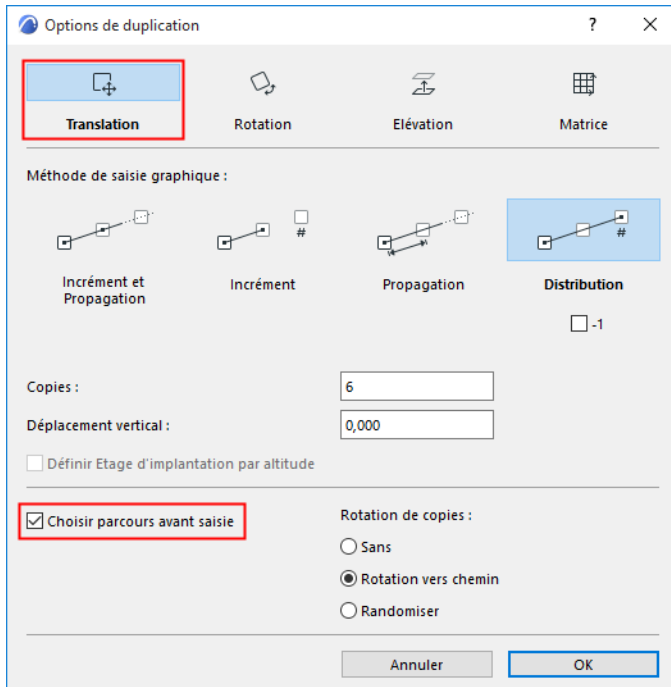 Options de duplication
?
Translation
Rotation
Elévation
Matrice
Méthode de saisie graphique :
#
#
Incrément et
Propagation
Incrément
Propagation
Distribution
-1
Copies :
6
Déplacement vertical :
0,000
Définir Etage d'implantation par altitude
Choisir parcours avant saisie
Rotation de copies :
Sans
Rotation vers chemin
Randomiser
Annuler
OK